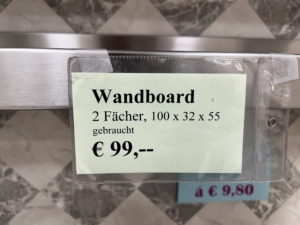 Wandboard
2 Fächer, 100 x 32 x 55
gebraucht
€ 99,--
á € 9,80